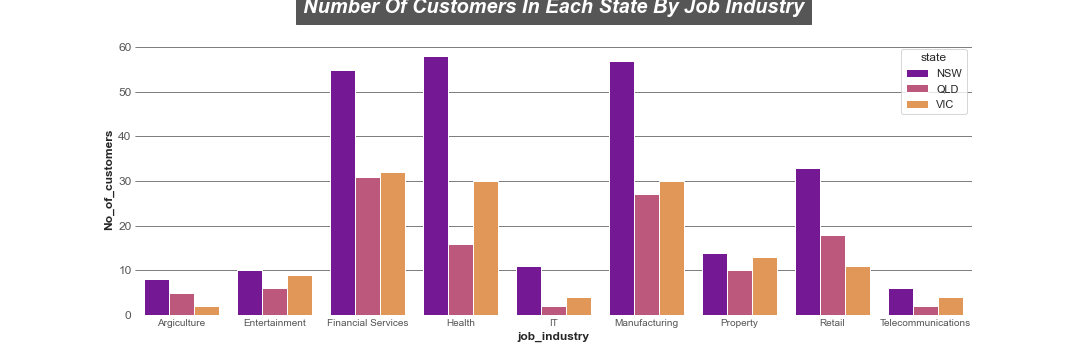 Number Of Customers In Each State By Job Industry
60
50
40
30
20
10
0
No_of_customers
state
NSW
QLD
VIC
Argiculture Entertainment Financial Services Health IT Manufacturing Property Retail Telecommunications
job_industry